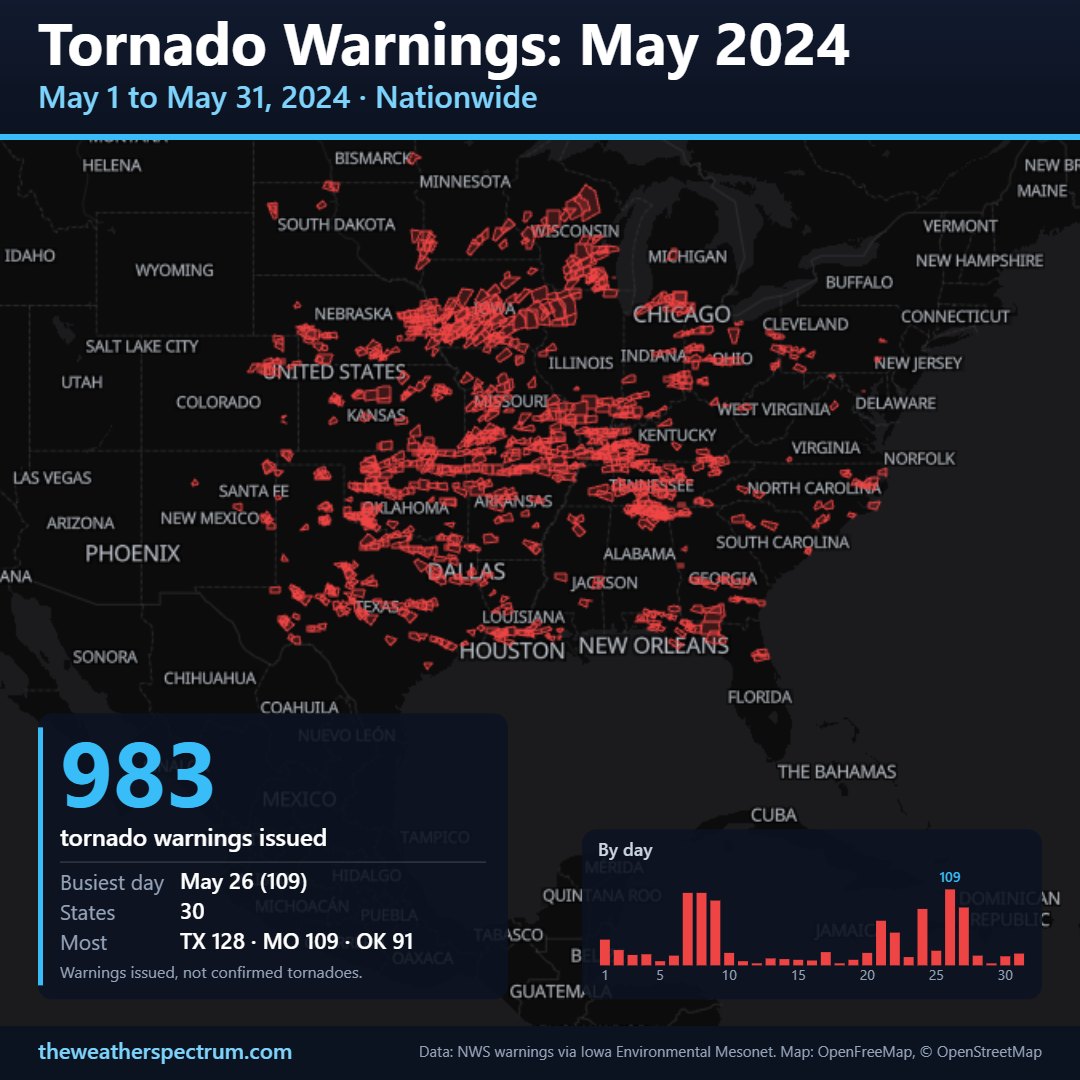 Tornado Warnings: May 2024
May 1 to May 31, 2024 · Nationwide
MONTANA
HELENA
BISMARCK
MINNESOTA
NEW BR
MAINE
SOUTH DAKOTA
WISCONSIN
VERMONT
IDAHO
WYOMING
MICHIGAN
NEW HAMPSHIRE
BUFFALO
NEBRASKA
IOWA
CHICAGO
CLEVELAND
CONNECTICUT
SALT LAKE CITY
UNITED STATES
ILLINOIS
INDIANA
OHIO
NEW JERSEY
UTAH
COLORADO
KANSAS
MISSOURI
WEST VIRGINIA
DELAWARE
KENTUCKY
VIRGINIA
NORFOLK
LAS VEGAS
SANTA FE
TENNESSEE
NORTH CAROLINA
ARIZONA
NEW MEXICO
OKLAHOMA
ARKANSAS
PHOENIX
ALABAMA
SOUTH CAROLINA
ANA
DALLAS
JACKSON
GEORGIA
TEXAS
LOUISIANA
HOUSTON
NEW ORLEANS
SONORA
CHIHUAHUA
COAHUILA
FLORIDA
NUEVO LEÓN
THE BAHAMAS
MEXICO
CUBA
TAMPICO
HIDALGO
MICHOACÁN
PUEBLA
TABASCO
OAXACA
GUATEMALA
MÉRIDA
QUINTANA ROO
JAMAIC
DOMINICAN
REPUBLIC
983
tornado warnings issued
Busiest day May 26 (109)
States 30
Most TX 128 · MO 109 · OK 91
Warnings issued, not confirmed tornadoes.
By day
109
1 5 10 15 20 25 30
theweatherspectrum.com
Data: NWS warnings via Iowa Environmental Mesonet. Map: OpenFreeMap, © OpenStreetMap